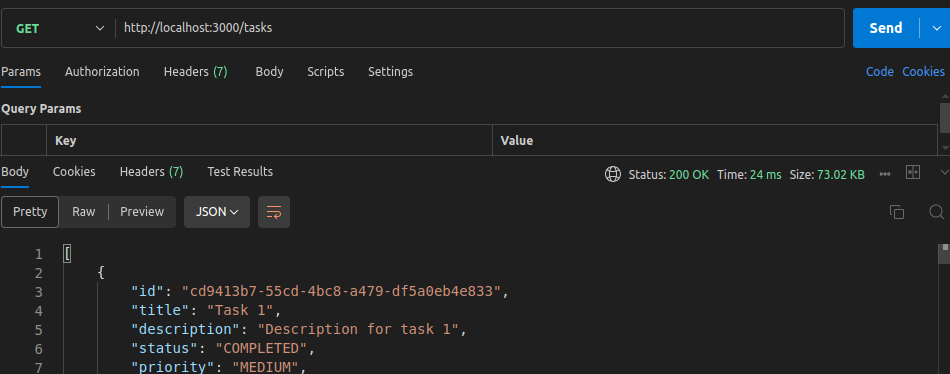 GET http://localhost:3000/tasks Send
Params Authorization Headers (7) Body Scripts Settings Code Cookies
Query Params
Key Value
Body Cookies Headers (7) Test Results Status: 200 OK Time: 24 ms Size: 73.02 KB
Pretty Raw Preview JSON
1 [
2 {
3 "id": "cd9413b7-55cd-4bc8-a479-df5a0eb4e833",
4 "title": "Task 1",
5 "description": "Description for task 1",
6 "status": "COMPLETED",
7 "priority": "MEDIUM",